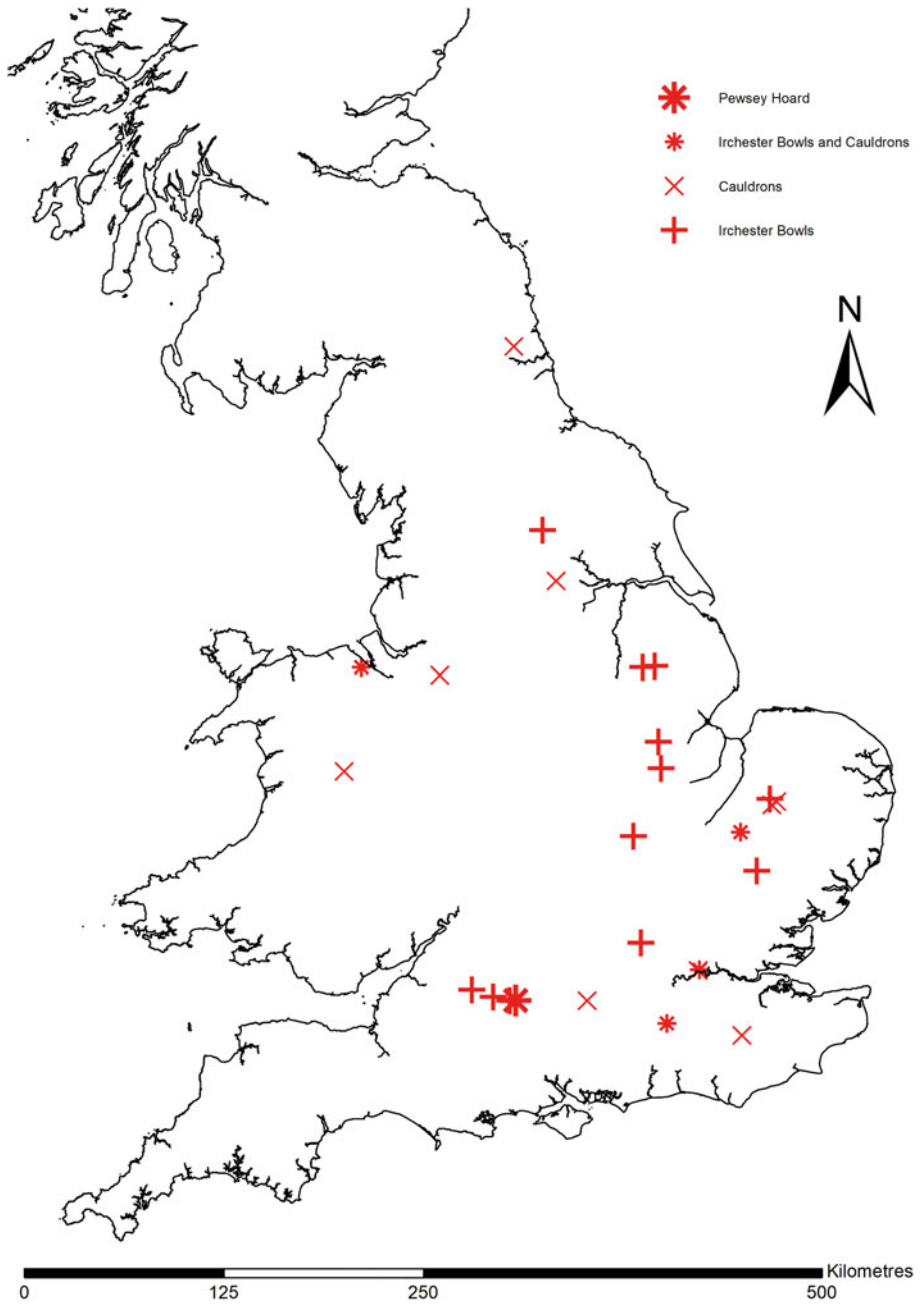 Pewsey Hoard
Irchester Bowls and Cauldrons
Cauldrons
Irchester Bowls
N
Kilometres
0 125 250 500